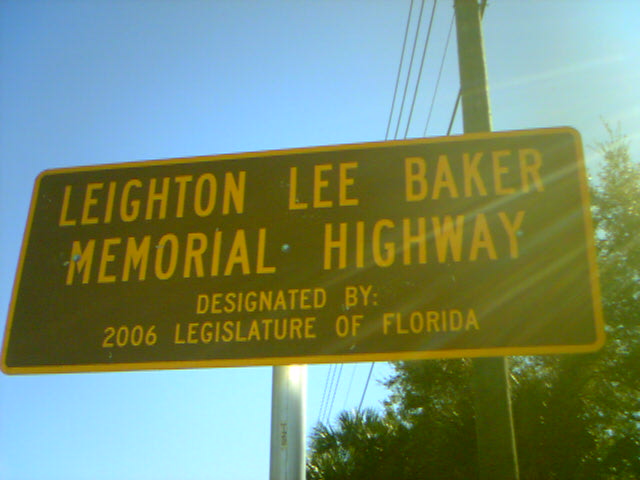 LEIGHTON LEE BAKER
MEMORIAL HIGHWAY
DESIGNATED BY:
2006 LEGISLATURE OF FLORIDA